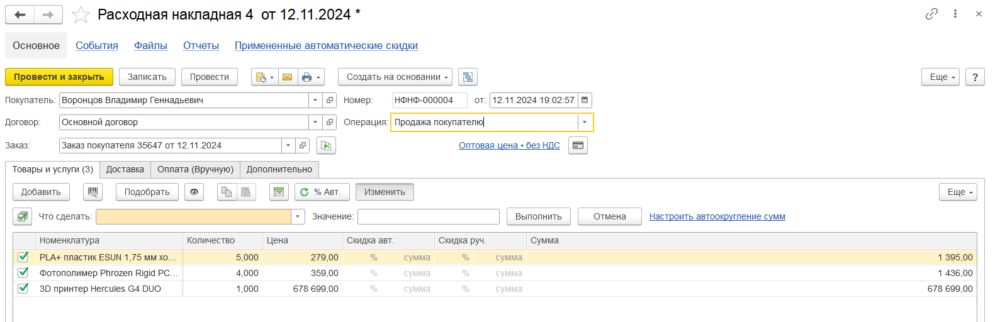 Расходная накладная 4 от 12.11.2024 *
Основное События Файлы Отчеты Примененные автоматические скидки
Провести и закрыть Записать Провести Создать на основании Еще ?
Покупатель: Воронцов Владимир Геннадьевич Номер: НФНФ-000004 от: 12.11.2024 19:02:57
Договор: Основной договор Операция: Продажа покупателю
Заказ: Заказ покупателя 35647 от 12.11.2024 Оптовая цена • без НДС
Товары и услуги (3) Доставка Оплата (Вручную) Дополнительно
Добавить Подобрать % Авт. Изменить Еще
Что сделать: Значение: Выполнить Отмена Настроить автоокругление сумм
Номенклатура Количество Цена Скидка авт. Скидка руч. Сумма
PLA+ пластик ESUN 1,75 мм хо... 5,000 279,00 % сумма % сумма 1 395,00
Фотополимер Phrozen Rigid PC... 4,000 359,00 % сумма % сумма 1 436,00
3D принтер Hercules G4 DUO 1,000 678 699,00 % сумма % сумма 678 699,00